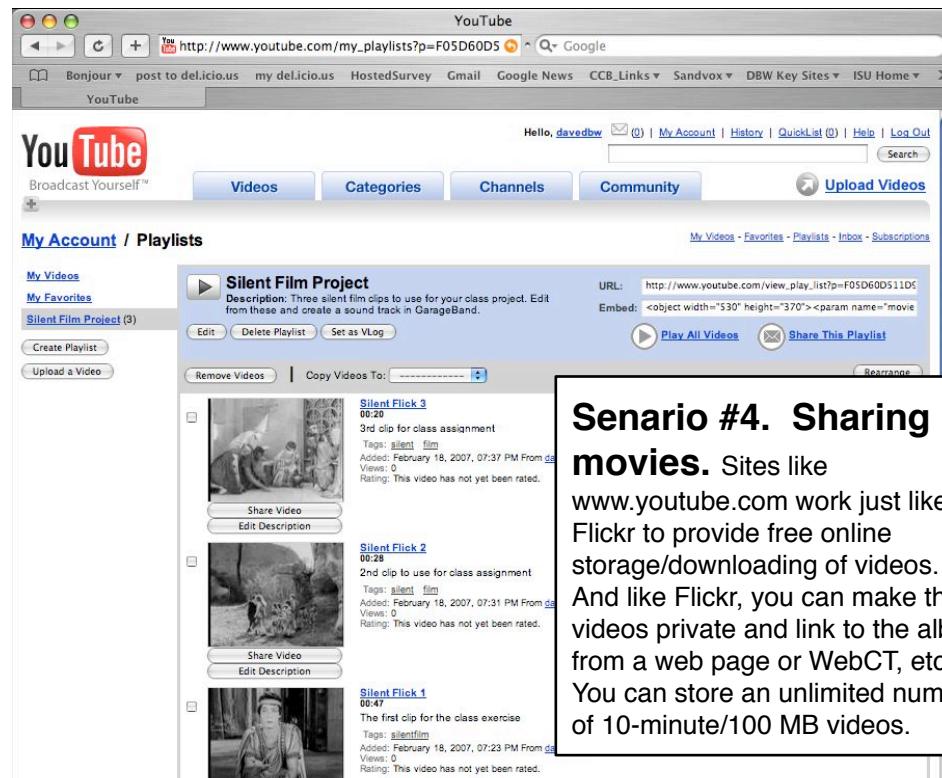 YouTube
http://www.youtube.com/my_playlists?p=F05D60D5 Google
Bonjour post to del.icio.us my del.icio.us HostedSurvey Gmail Google News CCB_Links Sandvox DBW Key Sites ISU Home
YouTube
Hello, davedbw (0) | My Account | History | QuickList (0) | Help | Log Out
YouTube
Search
Broadcast Yourself™
Videos Categories Channels Community Upload Videos
My Account / Playlists
My Videos - Favorites - Playlists - Inbox - Subscriptions
My Videos
My Favorites
Silent Film Project (3)
Create Playlist
Upload a Video
Silent Film Project
Description: Three silent film clips to use for your class project. Edit
from these and create a sound track in GarageBand.
Edit Delete Playlist Set as VLog
URL: http://www.youtube.com/view_play_list?p=F05D60D511D9
Embed: <object width="530" height="370"><param name="movie
Play All Videos Share This Playlist
Remove Videos | Copy Videos To: ------------ Rearrange
Silent Flick 3
00:20
3rd clip for class assignment
Tags: silent film
Added: February 18, 2007, 07:37 PM From da
Views: 0
Rating: This video has not yet been rated.
Share Video
Edit Description
Silent Flick 2
00:28
2nd clip to use for class assignment
Tags: silent film
Added: February 18, 2007, 07:31 PM From da
Views: 0
Rating: This video has not yet been rated.
Share Video
Edit Description
Silent Flick 1
00:47
The first clip for the class exercise
Tags: silentfilm
Added: February 18, 2007, 07:23 PM From da
Views: 0
Rating: This video has not yet been rated.
Senario #4. Sharing
movies. Sites like
www.youtube.com work just like
Flickr to provide free online
storage/downloading of videos.
And like Flickr, you can make th
videos private and link to the alb
from a web page or WebCT, etc
You can store an unlimited num
of 10-minute/100 MB videos.